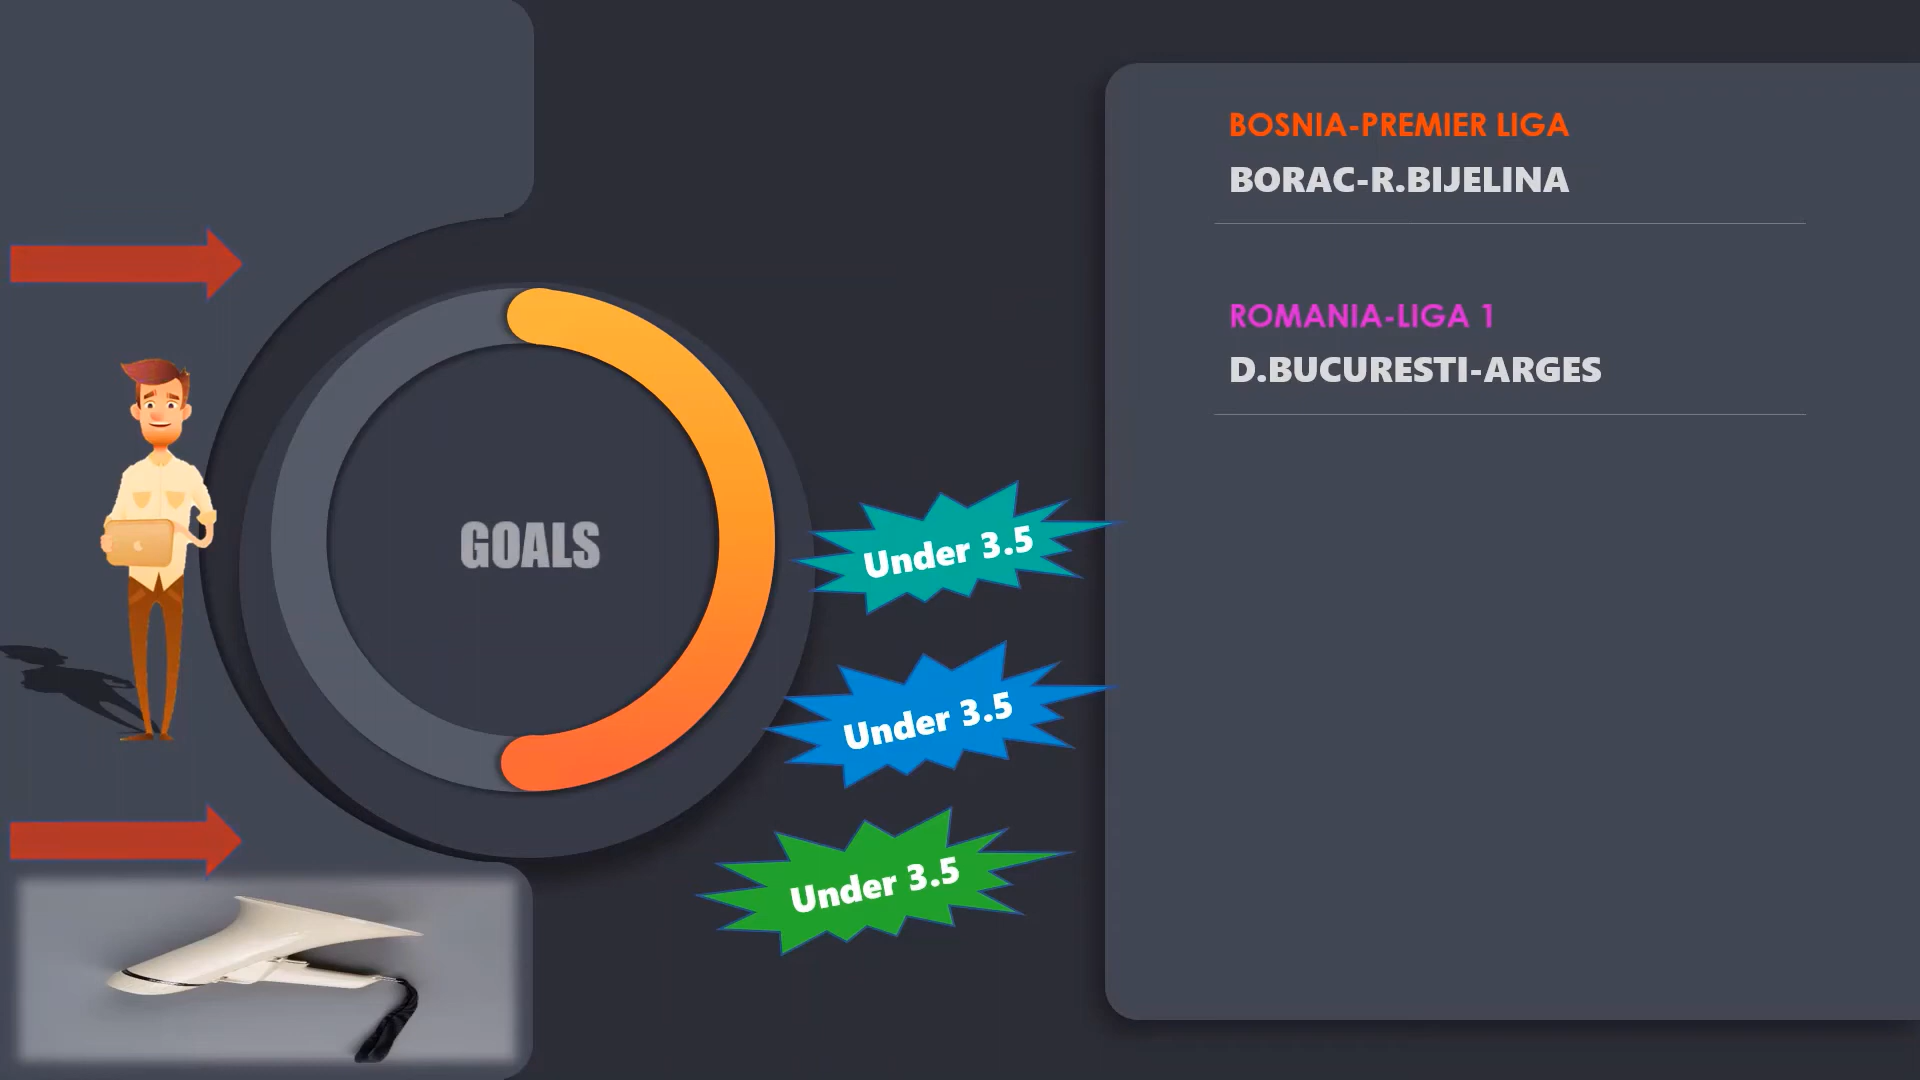 GOALS
Under 3.5
Under 3.5
Under 3.5
BOSNIA-PREMIER LIGA
BORAC-R.BIJELINA
ROMANIA-LIGA 1
D.BUCURESTI-ARGES